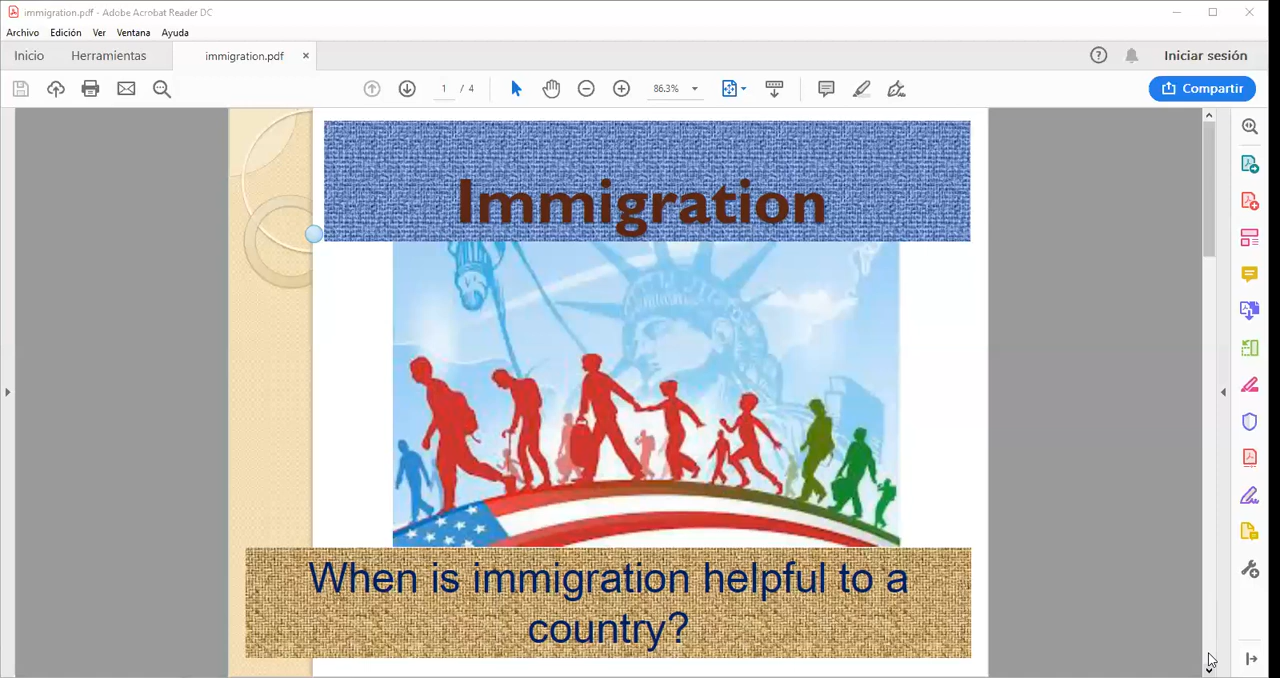 immigration.pdf - Adobe Acrobat Reader DC
Archivo Edición Ver Ventana Ayuda
Inicio Herramientas immigration.pdf × Iniciar sesión
1 / 4 86.3% Compartir
Immigration
When is immigration helpful to a
country?